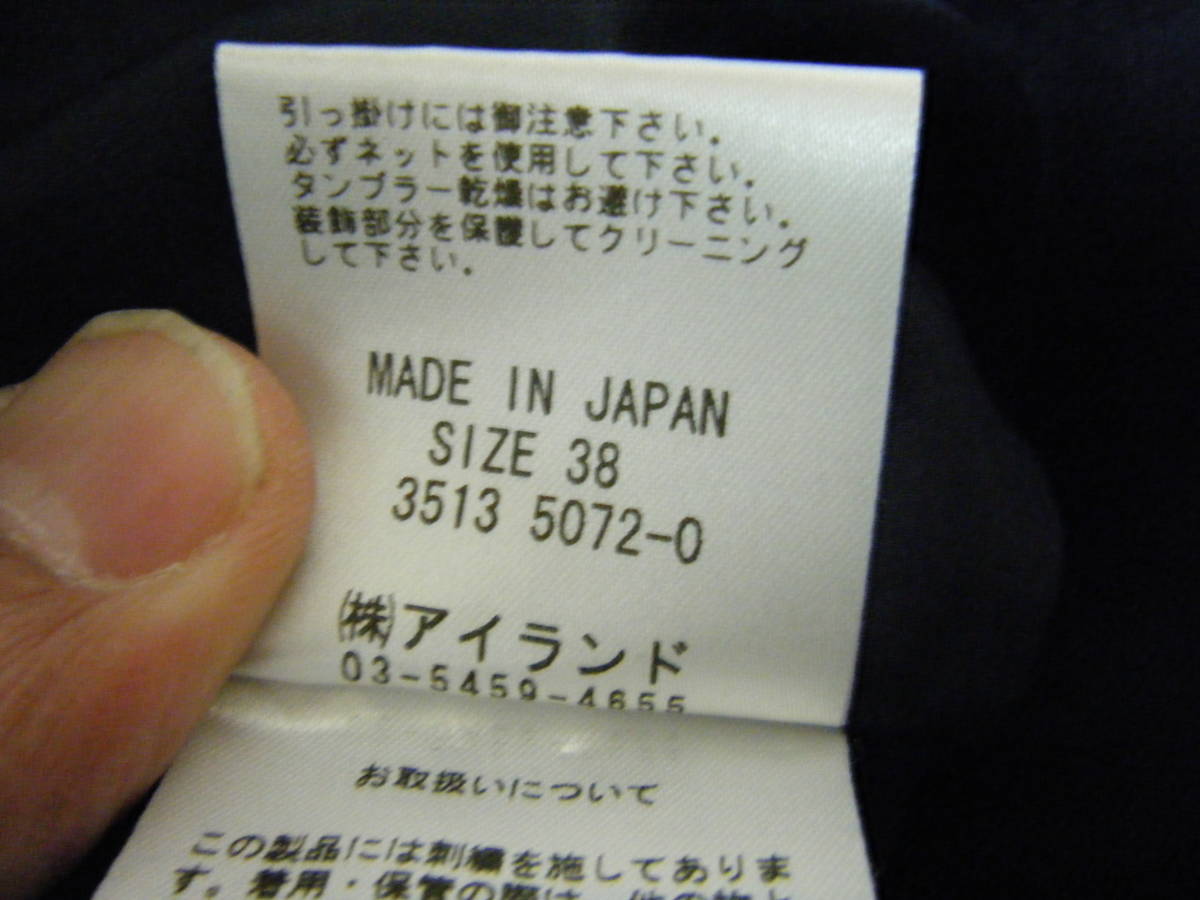 引っ掛けには御注意下さい.
必ずネットを使用して下さい.
タンブラー乾燥はお避け下さい.
装飾部分を保護してクリーニング
して下さい.
MADE IN JAPAN
SIZE 38
3513 5072-0
㈱アイランド
03-5459-4655
お取扱いについて
この製品には刺繍を施してありま
す。着用・保管の際は、他の物と